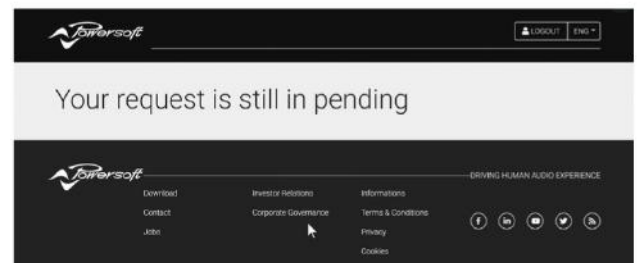 Powersoft
LOGOUT ENG
Your request is still in pending
Powersoft
DRIVING HUMAN AUDIO EXPERIENCE
Download Investor Relations Informations
Contact Corporate Governance Terms & Conditions
Jobs Privacy
Cookies